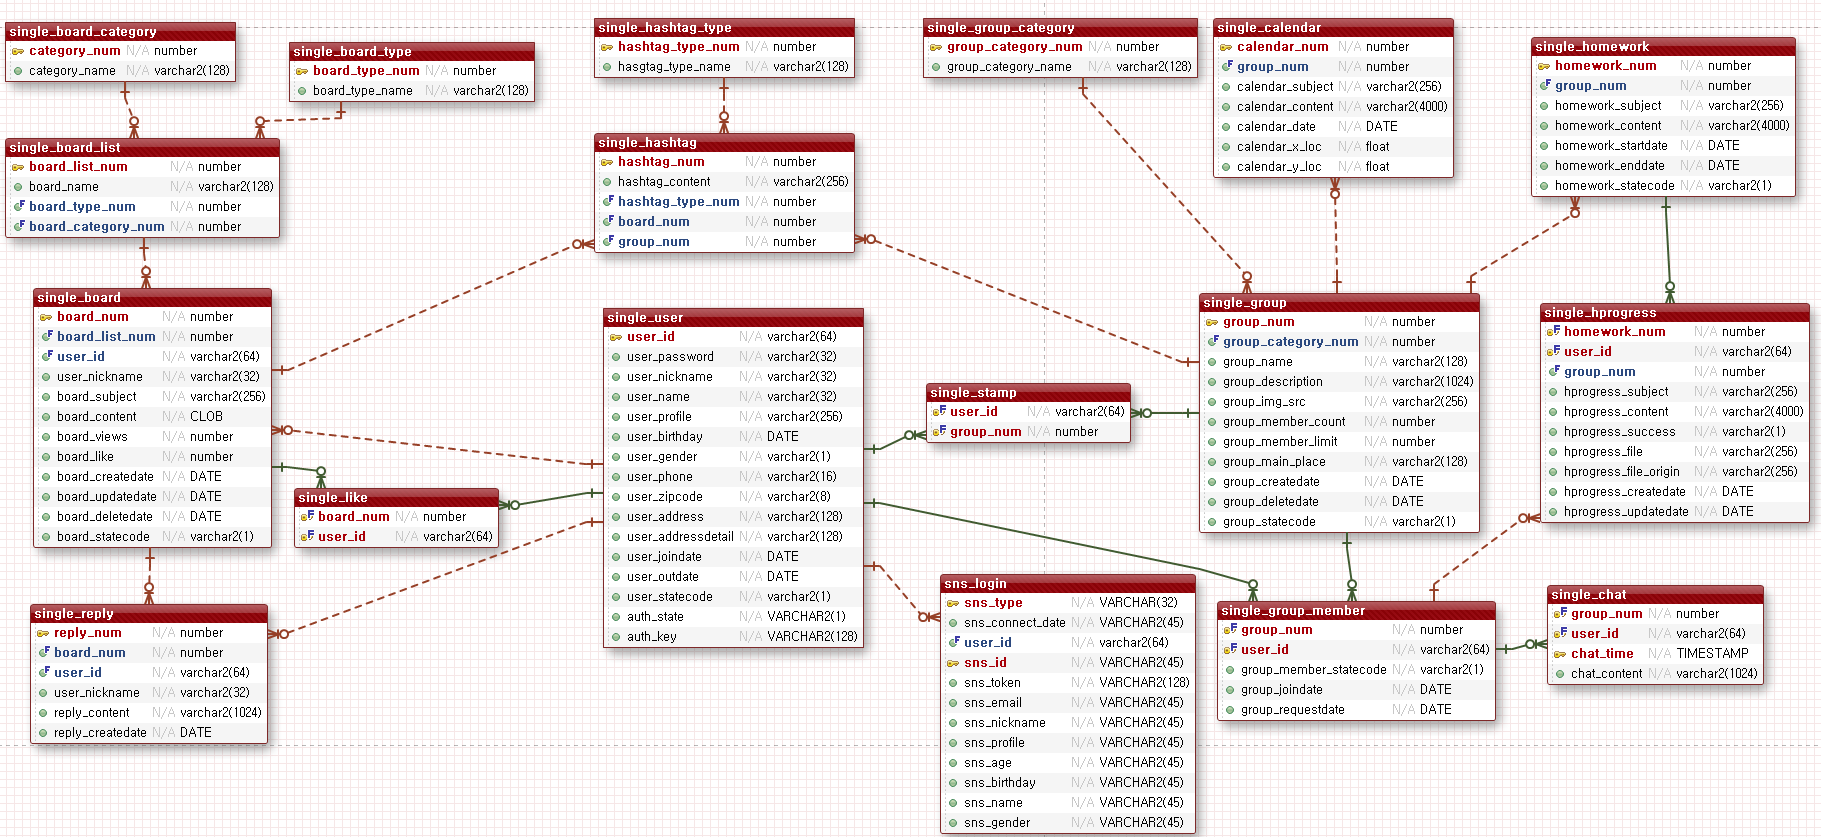 single_board_category
category_num N/A number
category_name N/A varchar2(128)
single_board_type
board_type_num N/A number
board_type_name N/A varchar2(128)
single_hashtag_type
hashtag_type_num N/A number
hasgtag_type_name N/A varchar2(128)
single_group_category
group_category_num N/A number
group_category_name N/A varchar2(128)
single_calendar
calendar_num N/A number
group_num N/A number
calendar_subject N/A varchar2(256)
calendar_content N/A varchar2(4000)
calendar_date N/A DATE
calendar_x_loc N/A float
calendar_y_loc N/A float
single_homework
homework_num N/A number
group_num N/A number
homework_subject N/A varchar2(256)
homework_content N/A varchar2(4000)
homework_startdate N/A DATE
homework_enddate N/A DATE
homework_statecode N/A varchar2(1)
single_board_list
board_list_num N/A number
board_name N/A varchar2(128)
board_type_num N/A number
board_category_num N/A number
single_hashtag
hashtag_num N/A number
hashtag_content N/A varchar2(256)
hashtag_type_num N/A number
board_num N/A number
group_num N/A number
single_board
board_num N/A number
board_list_num N/A number
user_id N/A varchar2(64)
user_nickname N/A varchar2(32)
board_subject N/A varchar2(256)
board_content N/A CLOB
board_views N/A number
board_like N/A number
board_createdate N/A DATE
board_updatedate N/A DATE
board_deletedate N/A DATE
board_statecode N/A varchar2(1)
single_user
user_id N/A varchar2(64)
user_password N/A varchar2(32)
user_nickname N/A varchar2(32)
user_name N/A varchar2(32)
user_profile N/A varchar2(256)
user_birthday N/A DATE
user_gender N/A varchar2(1)
user_phone N/A varchar2(16)
user_zipcode N/A varchar2(8)
user_address N/A varchar2(128)
user_addressdetail N/A varchar2(128)
user_joindate N/A DATE
user_outdate N/A DATE
user_statecode N/A varchar2(1)
auth_state N/A VARCHAR2(1)
auth_key N/A VARCHAR2(128)
single_stamp
user_id N/A varchar2(64)
group_num N/A number
single_group
group_num N/A number
group_category_num N/A number
group_name N/A varchar2(128)
group_description N/A varchar2(1024)
group_img_src N/A varchar2(256)
group_member_count N/A number
group_member_limit N/A number
group_main_place N/A varchar2(128)
group_createdate N/A DATE
group_deletedate N/A DATE
group_statecode N/A varchar2(1)
single_hprogress
homework_num N/A number
user_id N/A varchar2(64)
group_num N/A number
hprogress_subject N/A varchar2(256)
hprogress_content N/A varchar2(4000)
hprogress_success N/A varchar2(1)
hprogress_file N/A varchar2(256)
hprogress_file_origin N/A varchar2(256)
hprogress_createdate N/A DATE
hprogress_updatedate N/A DATE
single_like
board_num N/A number
user_id N/A varchar2(64)
single_reply
reply_num N/A number
board_num N/A number
user_id N/A varchar2(64)
user_nickname N/A varchar2(32)
reply_content N/A varchar2(1024)
reply_createdate N/A DATE
sns_login
sns_type N/A VARCHAR(32)
sns_connect_date N/A VARCHAR2(45)
user_id N/A varchar2(64)
sns_id N/A VARCHAR2(45)
sns_token N/A VARCHAR2(128)
sns_email N/A VARCHAR2(45)
sns_nickname N/A VARCHAR2(45)
sns_profile N/A VARCHAR2(45)
sns_age N/A VARCHAR2(45)
sns_birthday N/A VARCHAR2(45)
sns_name N/A VARCHAR2(45)
sns_gender N/A VARCHAR2(45)
single_group_member
group_num N/A number
user_id N/A varchar2(64)
group_member_statecode N/A varchar2(1)
group_joindate N/A DATE
group_requestdate N/A DATE
single_chat
group_num N/A number
user_id N/A varchar2(64)
chat_time N/A TIMESTAMP
chat_content N/A varchar2(1024)